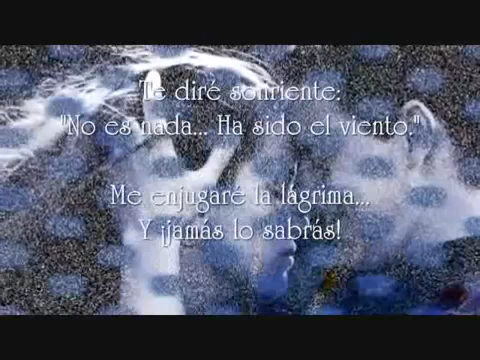 Te diré sonriente:
"No es nada... Ha sido el viento."
Me enjugaré la lágrima...
Y ¡jamás lo sabrás!